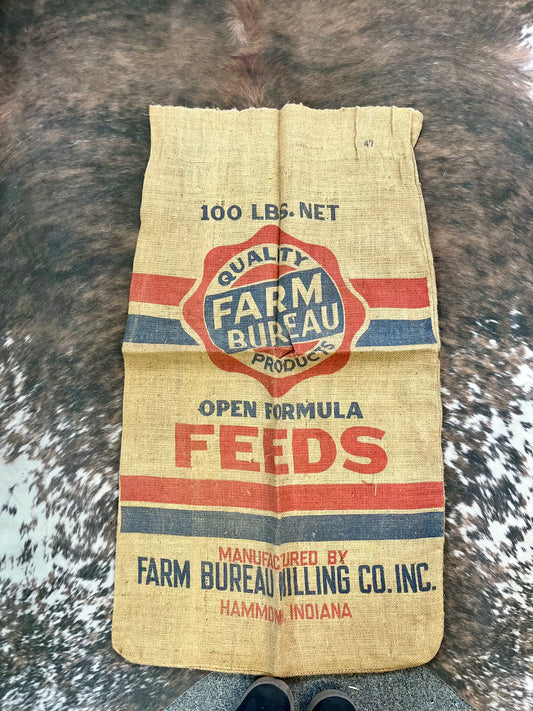 47
100 LBS. NET
QUALITY
FARM
BUREAU
PRODUCTS
OPEN FORMULA
FEEDS
MANUFACTURED BY
FARM BUREAU MILLING CO. INC.
HAMMOND, INDIANA